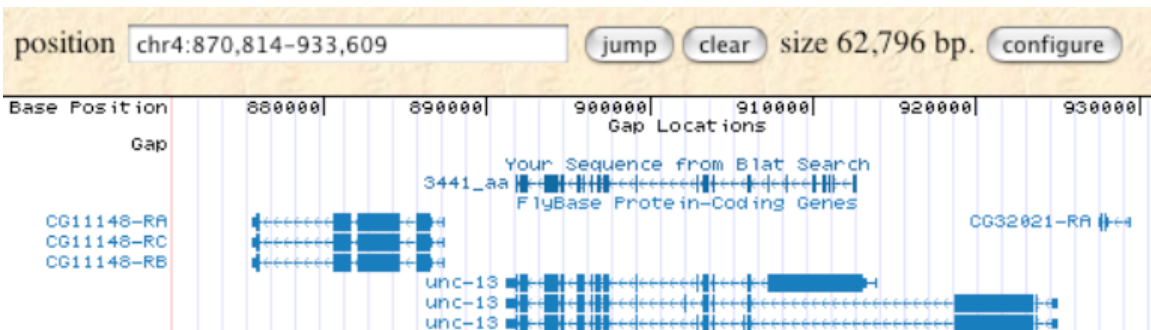 position chr4:870,814-933,609 jump clear size 62,796 bp. configure
Base Position 880000 890000 900000 910000 920000 930000
Gap Locations
Gap
Your Sequence from Blat Search
3441_aa
FlyBase Protein-Coding Genes
CG11148-RA CG32021-RA
CG11148-RC
CG11148-RB
unc-13
unc-13
unc-13